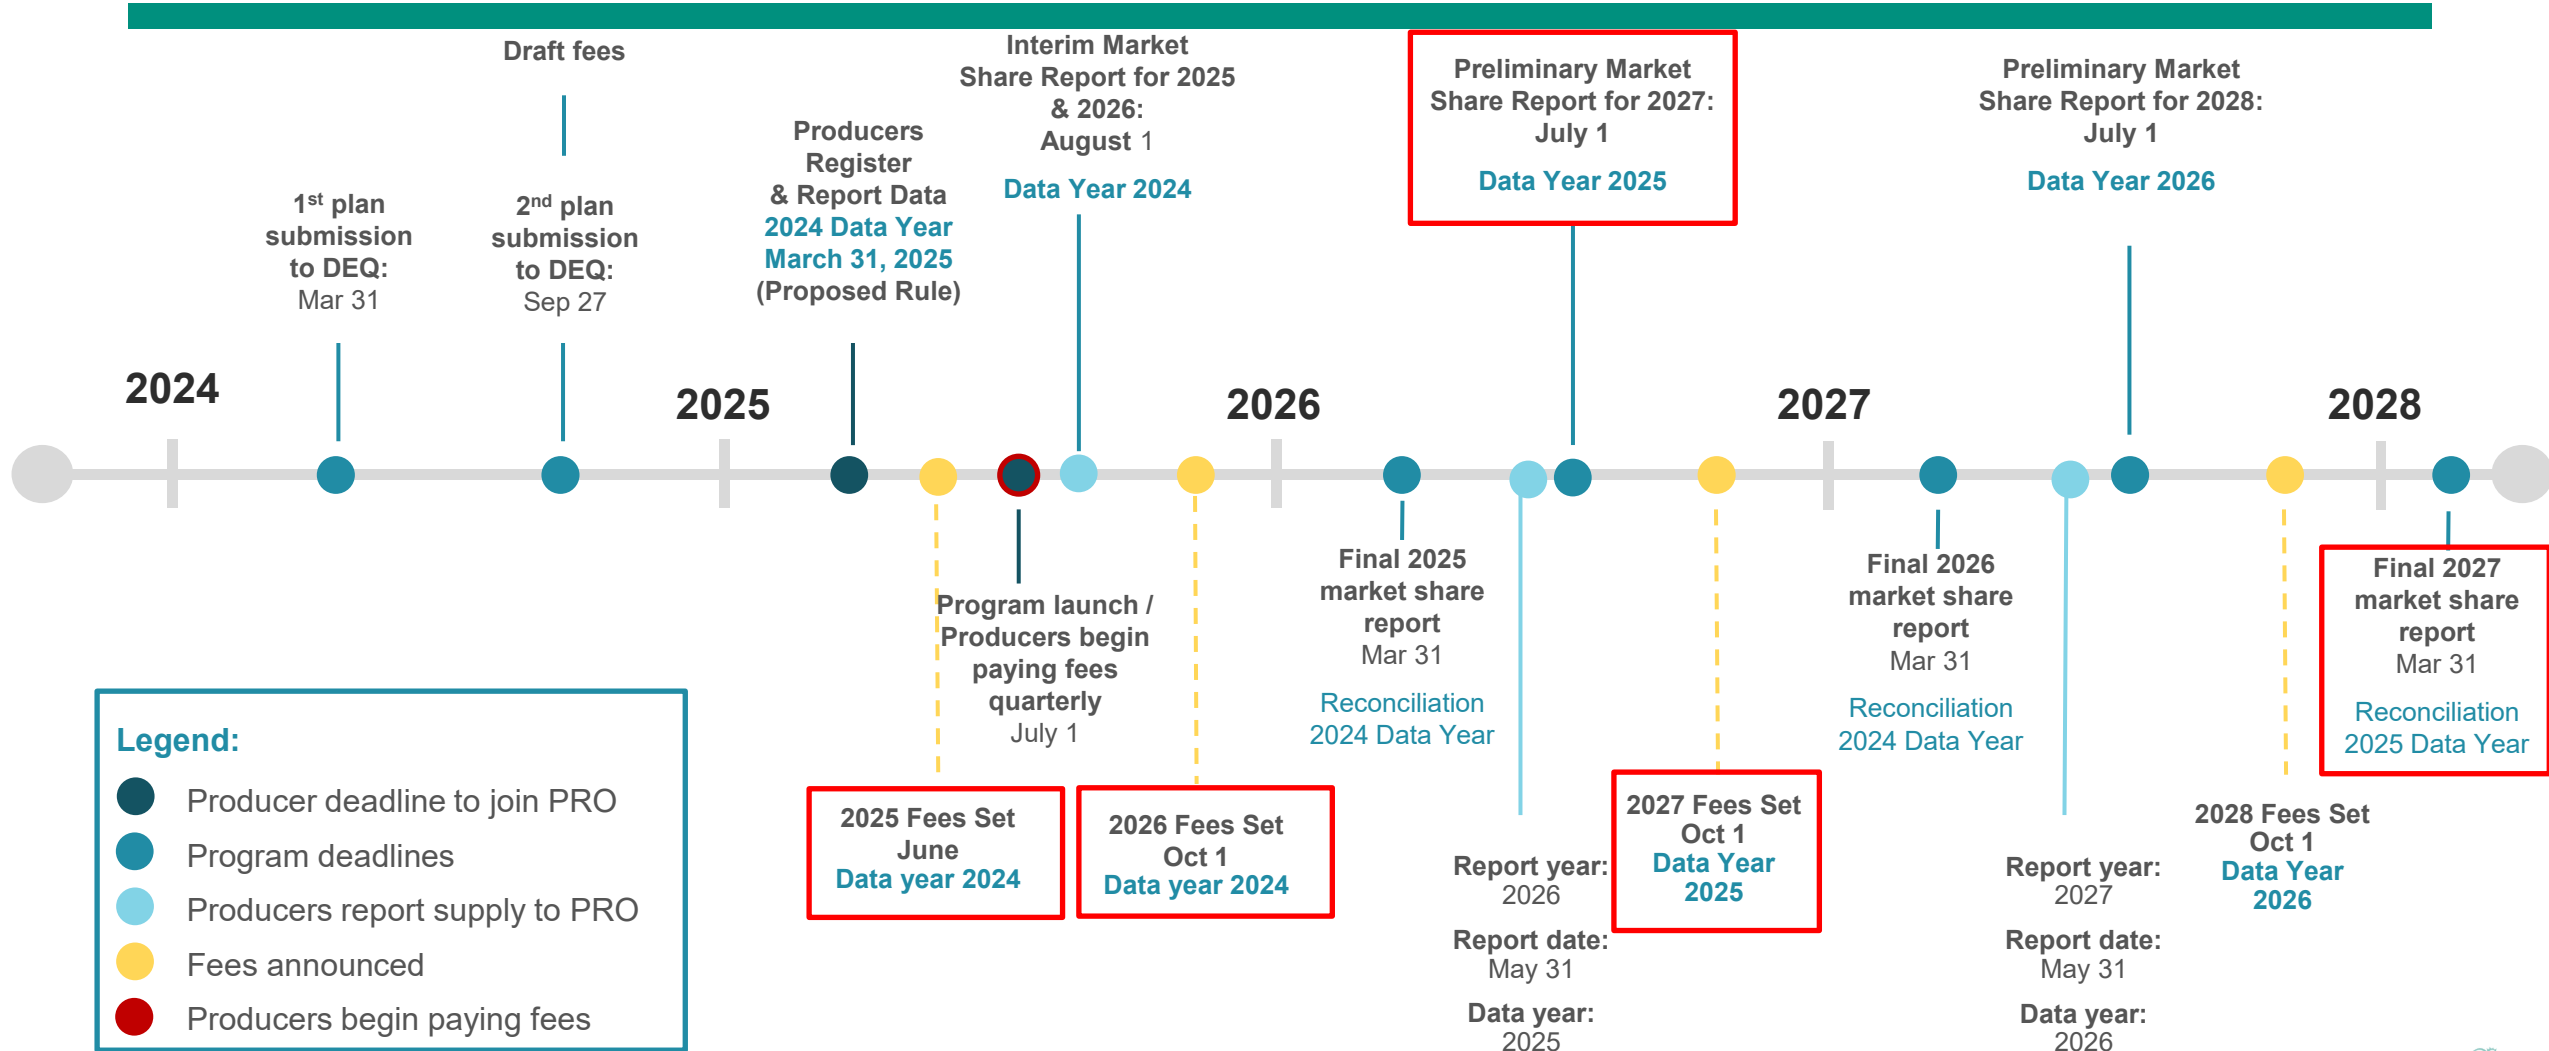 Draft fees
1st plan
submission
to DEQ:
Mar 31
2nd plan
submission
to DEQ:
Sep 27
Producers
Register
& Report Data
2024 Data Year
March 31, 2025
(Proposed Rule)
Interim Market
Share Report for 2025
& 2026:
August 1
Data Year 2024
Preliminary Market
Share Report for 2027:
July 1
Data Year 2025
Preliminary Market
Share Report for 2028:
July 1
Data Year 2026
2024
2025
2026
2027
2028
Program launch /
Producers begin
paying fees
quarterly
July 1
Final 2025
market share
report
Mar 31
Reconciliation
2024 Data Year
Final 2026
market share
report
Mar 31
Reconciliation
2024 Data Year
Final 2027
market share
report
Mar 31
Reconciliation
2025 Data Year
2025 Fees Set
June
Data year 2024
2026 Fees Set
Oct 1
Data year 2024
Report year:
2026
Report date:
May 31
Data year:
2025
2027 Fees Set
Oct 1
Data Year
2025
Report year:
2027
Report date:
May 31
Data year:
2026
2028 Fees Set
Oct 1
Data Year
2026
Legend:
Producer deadline to join PRO
Program deadlines
Producers report supply to PRO
Fees announced
Producers begin paying fees